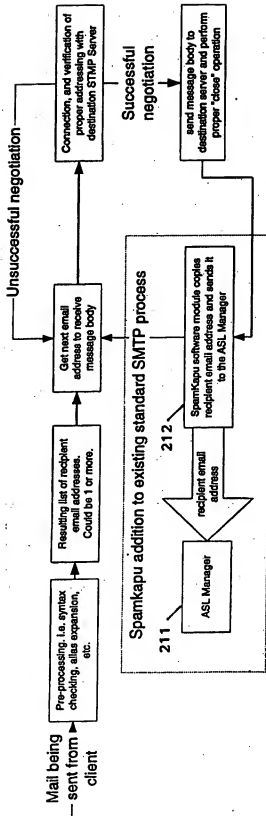 Mail being
sent from
client
Pre-processing. i.e. syntax
checking, alias expansion,
etc.
Resulting list of recipient
email addresses.
Could be 1 or more.
Get next email
address to receive
message body
Unsuccessful negotiation
Connection, and verification of
proper addressing with
destination STMP Server
Successful
negotiation
send message body to
destination server and perform
proper "close" operation
Spamkapu addition to existing standard SMTP process
212
SpamKapu software module copies
recipient email address and sends it
to the ASL Manager
recipient email
address
211
ASL Manager